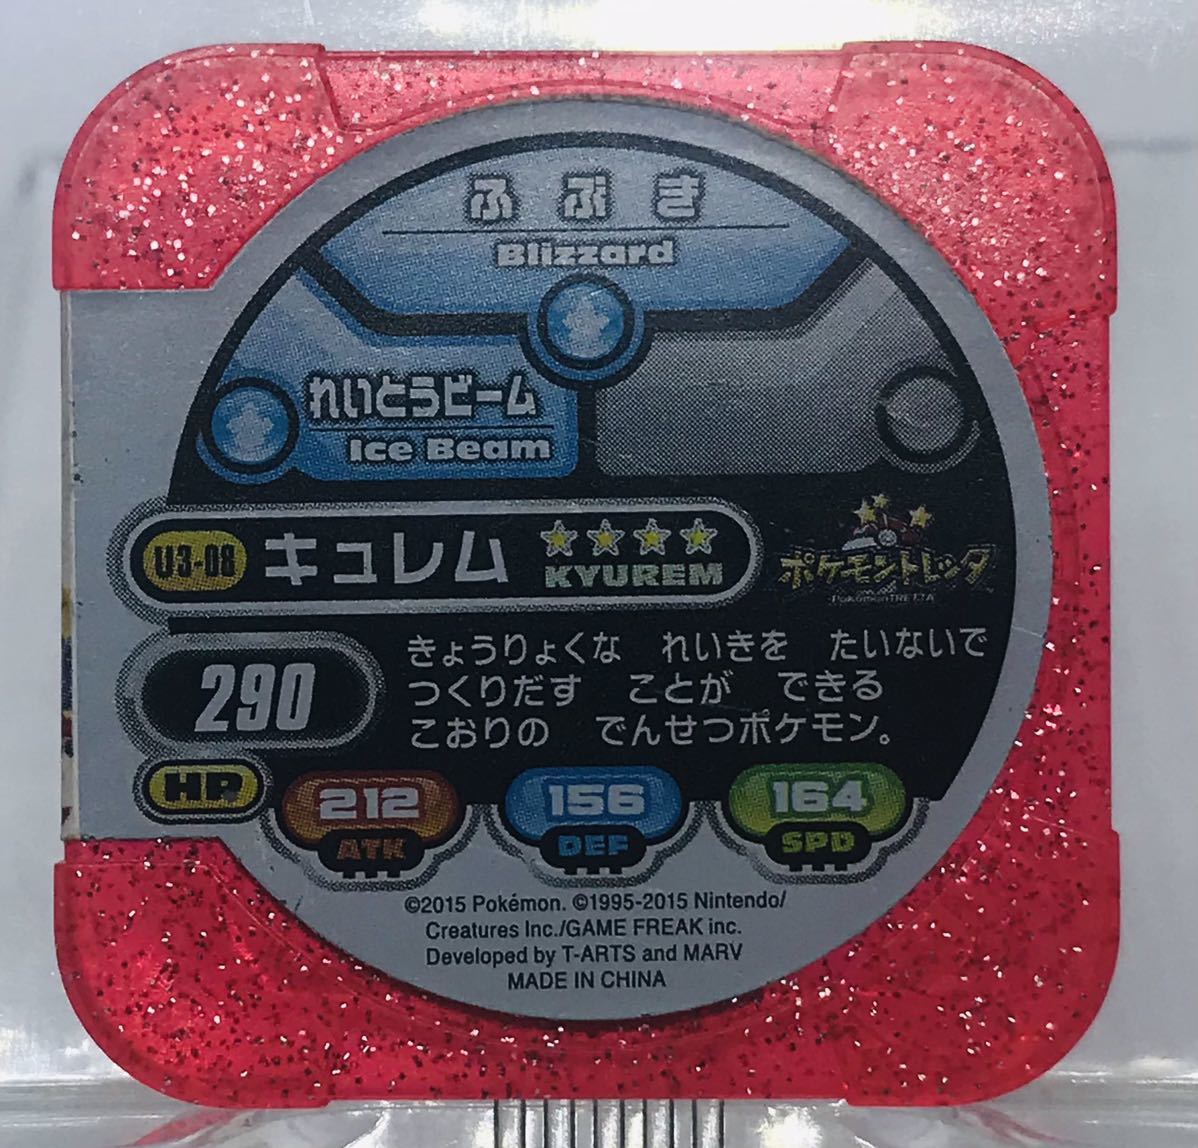 ふぶき
Blizzard
れいとうビーム
Ice Beam
U3-08 キュレム
KYUREM
ポケモントレッタ
Pokémon TRETTA
290
HP
きょうりょくな れいきを たいないで
つくりだす ことが できる
こおりの でんせつポケモン。
212
ATK
156
DEF
164
SPD
©2015 Pokémon. ©1995-2015 Nintendo/
Creatures Inc./GAME FREAK inc.
Developed by T-ARTS and MARV
MADE IN CHINA